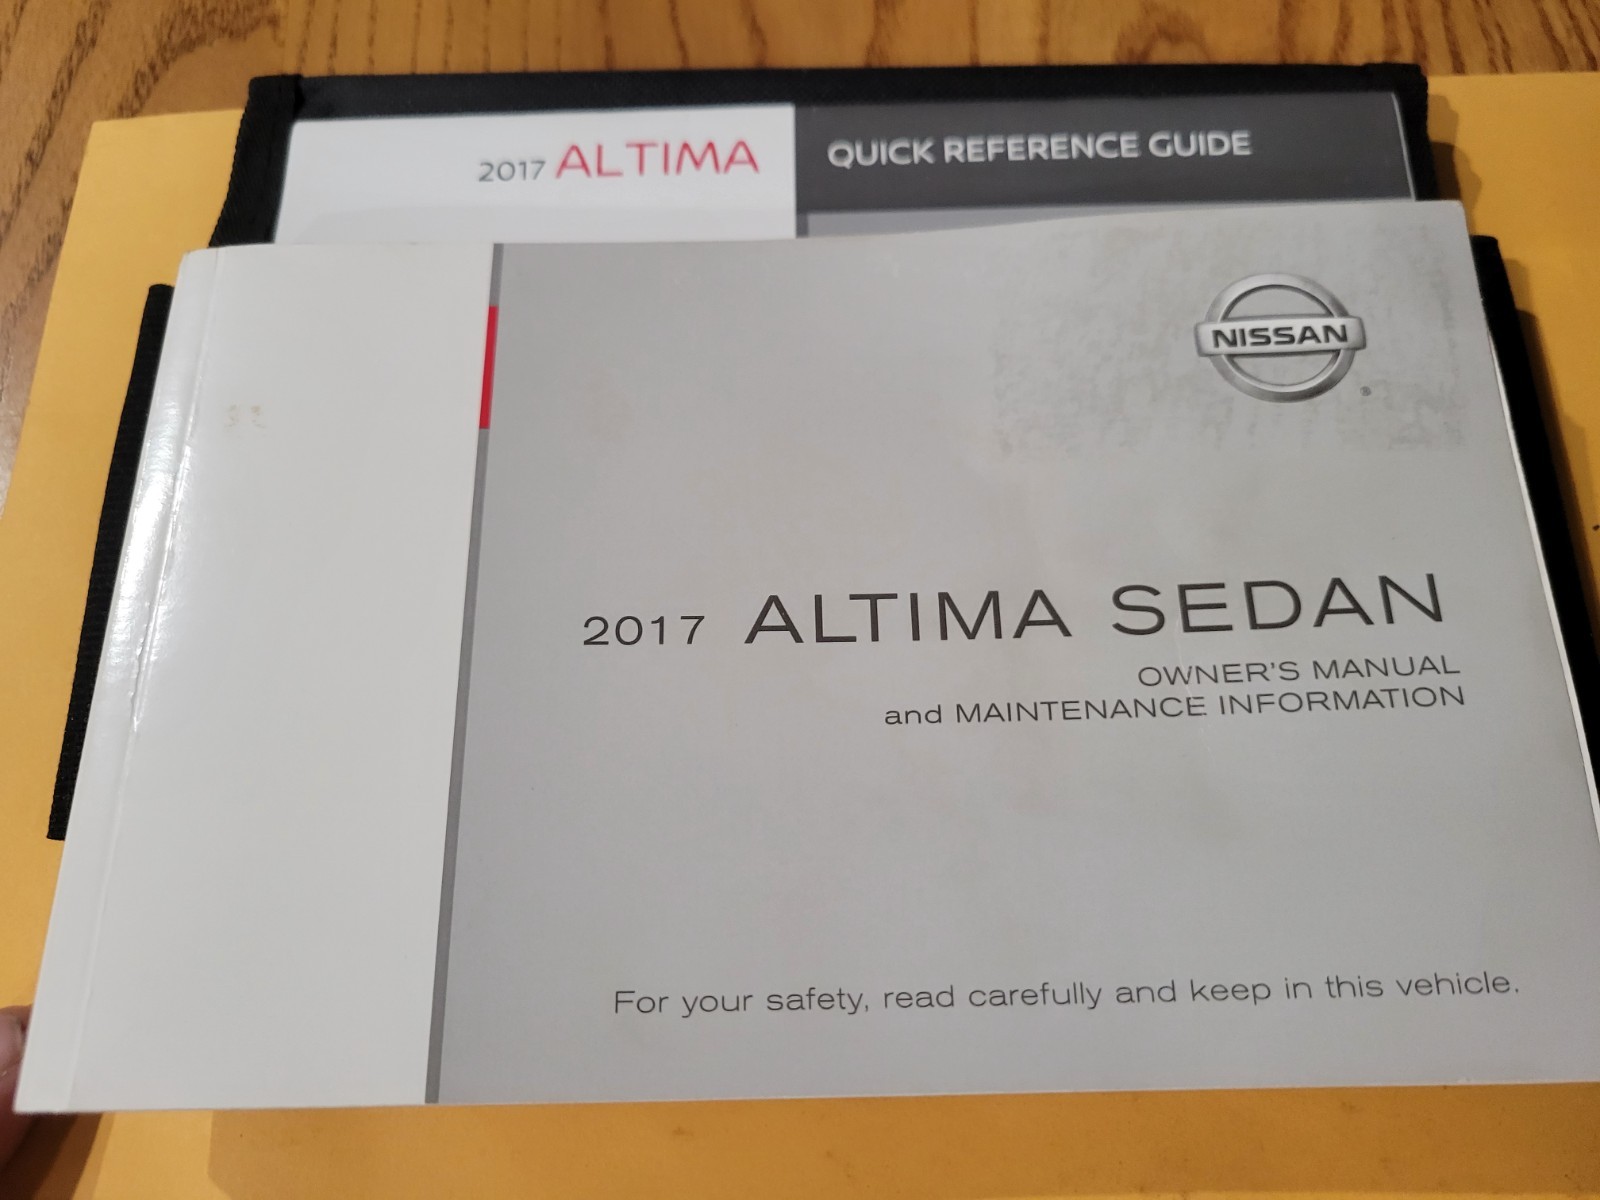 2017 ALTIMA
QUICK REFERENCE GUIDE
NISSAN
®
2017 ALTIMA SEDAN
OWNER'S MANUAL
and MAINTENANCE INFORMATION
For your safety, read carefully and keep in this vehicle.